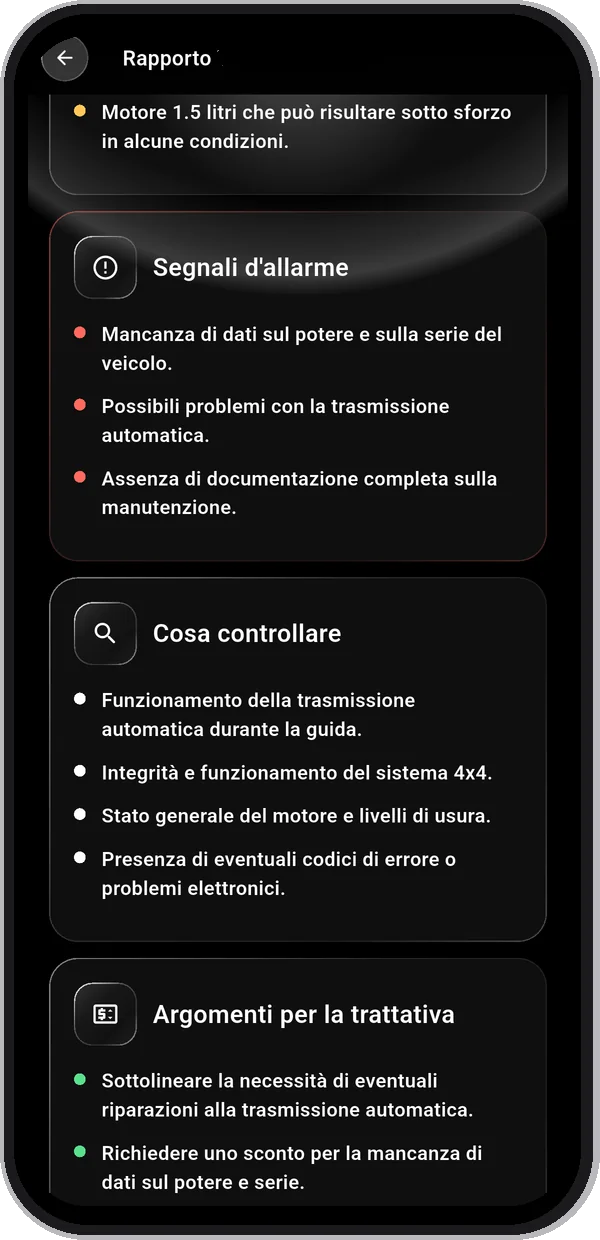 Rapporto
Motore 1.5 litri che può risultare sotto sforzo
in alcune condizioni.
Segnali d'allarme
Mancanza di dati sul potere e sulla serie del
veicolo.
Possibili problemi con la trasmissione
automatica.
Assenza di documentazione completa sulla
manutenzione.
Cosa controllare
Funzionamento della trasmissione
automatica durante la guida.
Integrità e funzionamento del sistema 4x4.
Stato generale del motore e livelli di usura.
Presenza di eventuali codici di errore o
problemi elettronici.
Argomenti per la trattativa
Sottolineare la necessità di eventuali
riparazioni alla trasmissione automatica.
Richiedere uno sconto per la mancanza di
dati sul potere e serie.